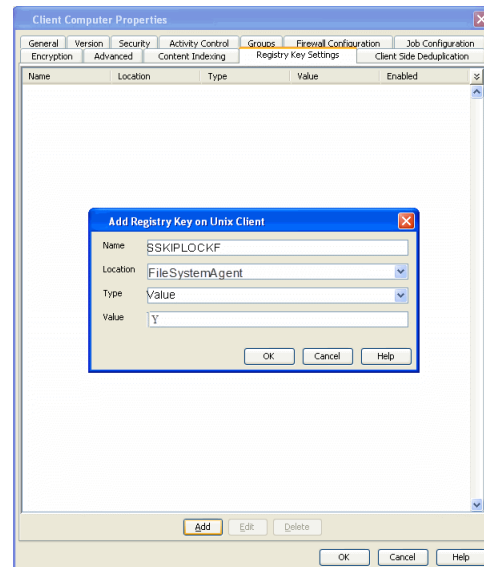 Client Computer Properties
General Version Security Activity Control Groups Firewall Configuration Job Configuration
Encryption Advanced Content Indexing Registry Key Settings Client Side Deduplication
Name Location Type Value Enabled
Add Registry Key on Unix Client
Name SSKIPLOCKF
Location FileSystemAgent
Type Value
Value Y
OK Cancel Help
Add Edit Delete
OK Cancel Help